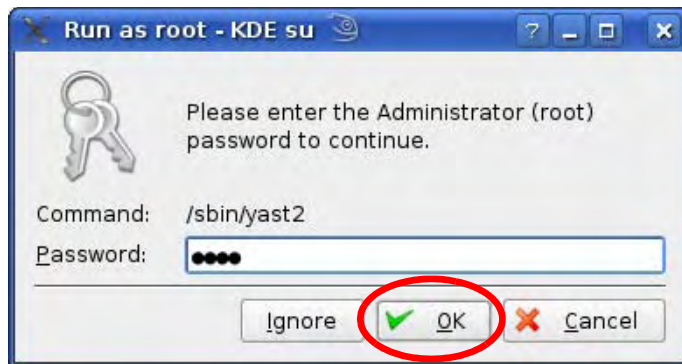 Run as root - KDE su
Please enter the Administrator (root)
password to continue.
Command: /sbin/yast2
Password: ●●●●
Ignore OK Cancel